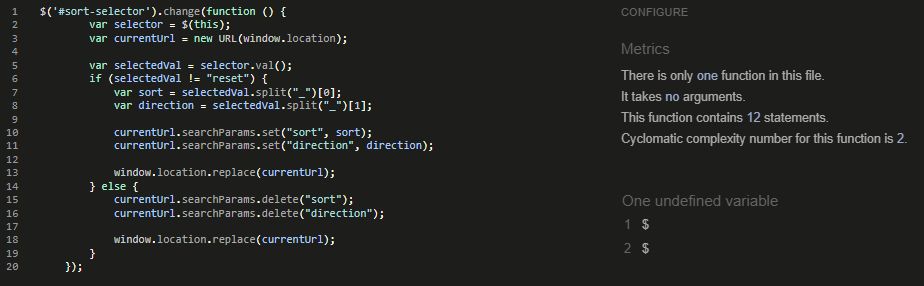 1 $('#sort-selector').change(function () {
2 var selector = $(this);
3 var currentUrl = new URL(window.location);
4
5 var selectedVal = selector.val();
6 if (selectedVal != "reset") {
7 var sort = selectedVal.split("_")[0];
8 var direction = selectedVal.split("_")[1];
9
10 currentUrl.searchParams.set("sort", sort);
11 currentUrl.searchParams.set("direction", direction);
12
13 window.location.replace(currentUrl);
14 } else {
15 currentUrl.searchParams.delete("sort");
16 currentUrl.searchParams.delete("direction");
17
18 window.location.replace(currentUrl);
19 }
20 });
CONFIGURE
Metrics
There is only one function in this file.
It takes no arguments.
This function contains 12 statements.
Cyclomatic complexity number for this function is 2.
One undefined variable
1 $
2 $